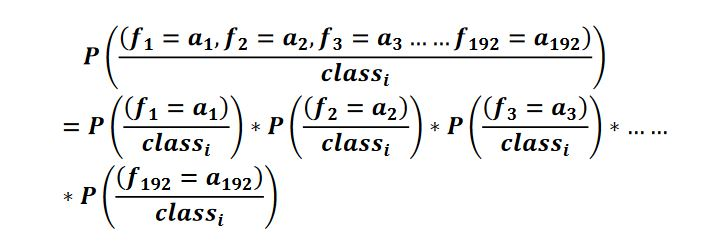 P((f₁ = a₁, f₂ = a₂, f₃ = a₃ … … f₁₉₂ = a₁₉₂) / classᵢ)
= P((f₁ = a₁) / classᵢ) * P((f₂ = a₂) / classᵢ) * P((f₃ = a₃) / classᵢ) * … …
* P((f₁₉₂ = a₁₉₂) / classᵢ)